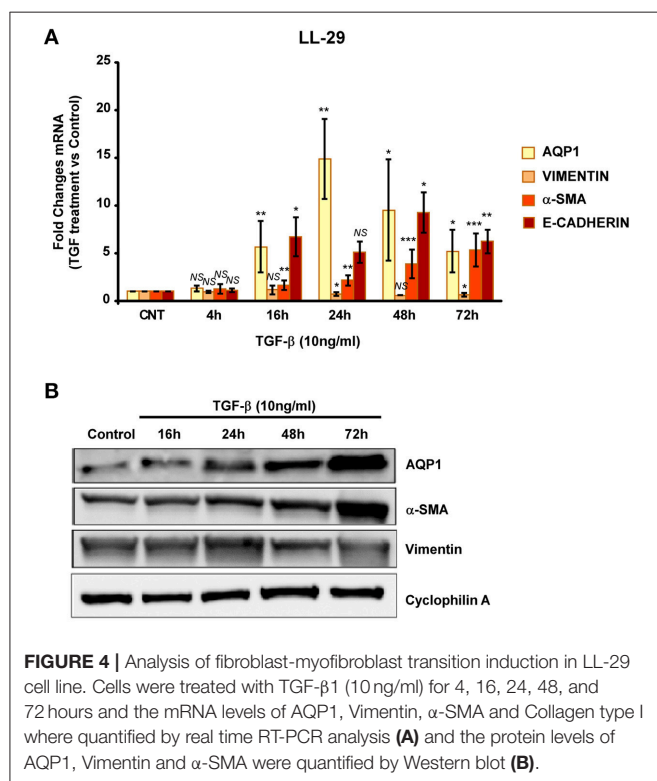 A
LL-29
Fold Changes mRNA
(TGF treatment vs Control)
25
20
15
10
5
0
NS NS NS NS
** NS ** *
** * ** NS
* NS *** *
* * *** **
CNT 4h 16h 24h 48h 72h
TGF-β (10ng/ml)
AQP1
VIMENTIN
α-SMA
E-CADHERIN
B
TGF-β (10ng/ml)
Control 16h 24h 48h 72h
AQP1
α-SMA
Vimentin
Cyclophilin A
FIGURE 4 | Analysis of fibroblast-myofibroblast transition induction in LL-29
cell line. Cells were treated with TGF-β1 (10 ng/ml) for 4, 16, 24, 48, and
72 hours and the mRNA levels of AQP1, Vimentin, α-SMA and Collagen type I
where quantified by real time RT-PCR analysis (A) and the protein levels of
AQP1, Vimentin and α-SMA were quantified by Western blot (B).